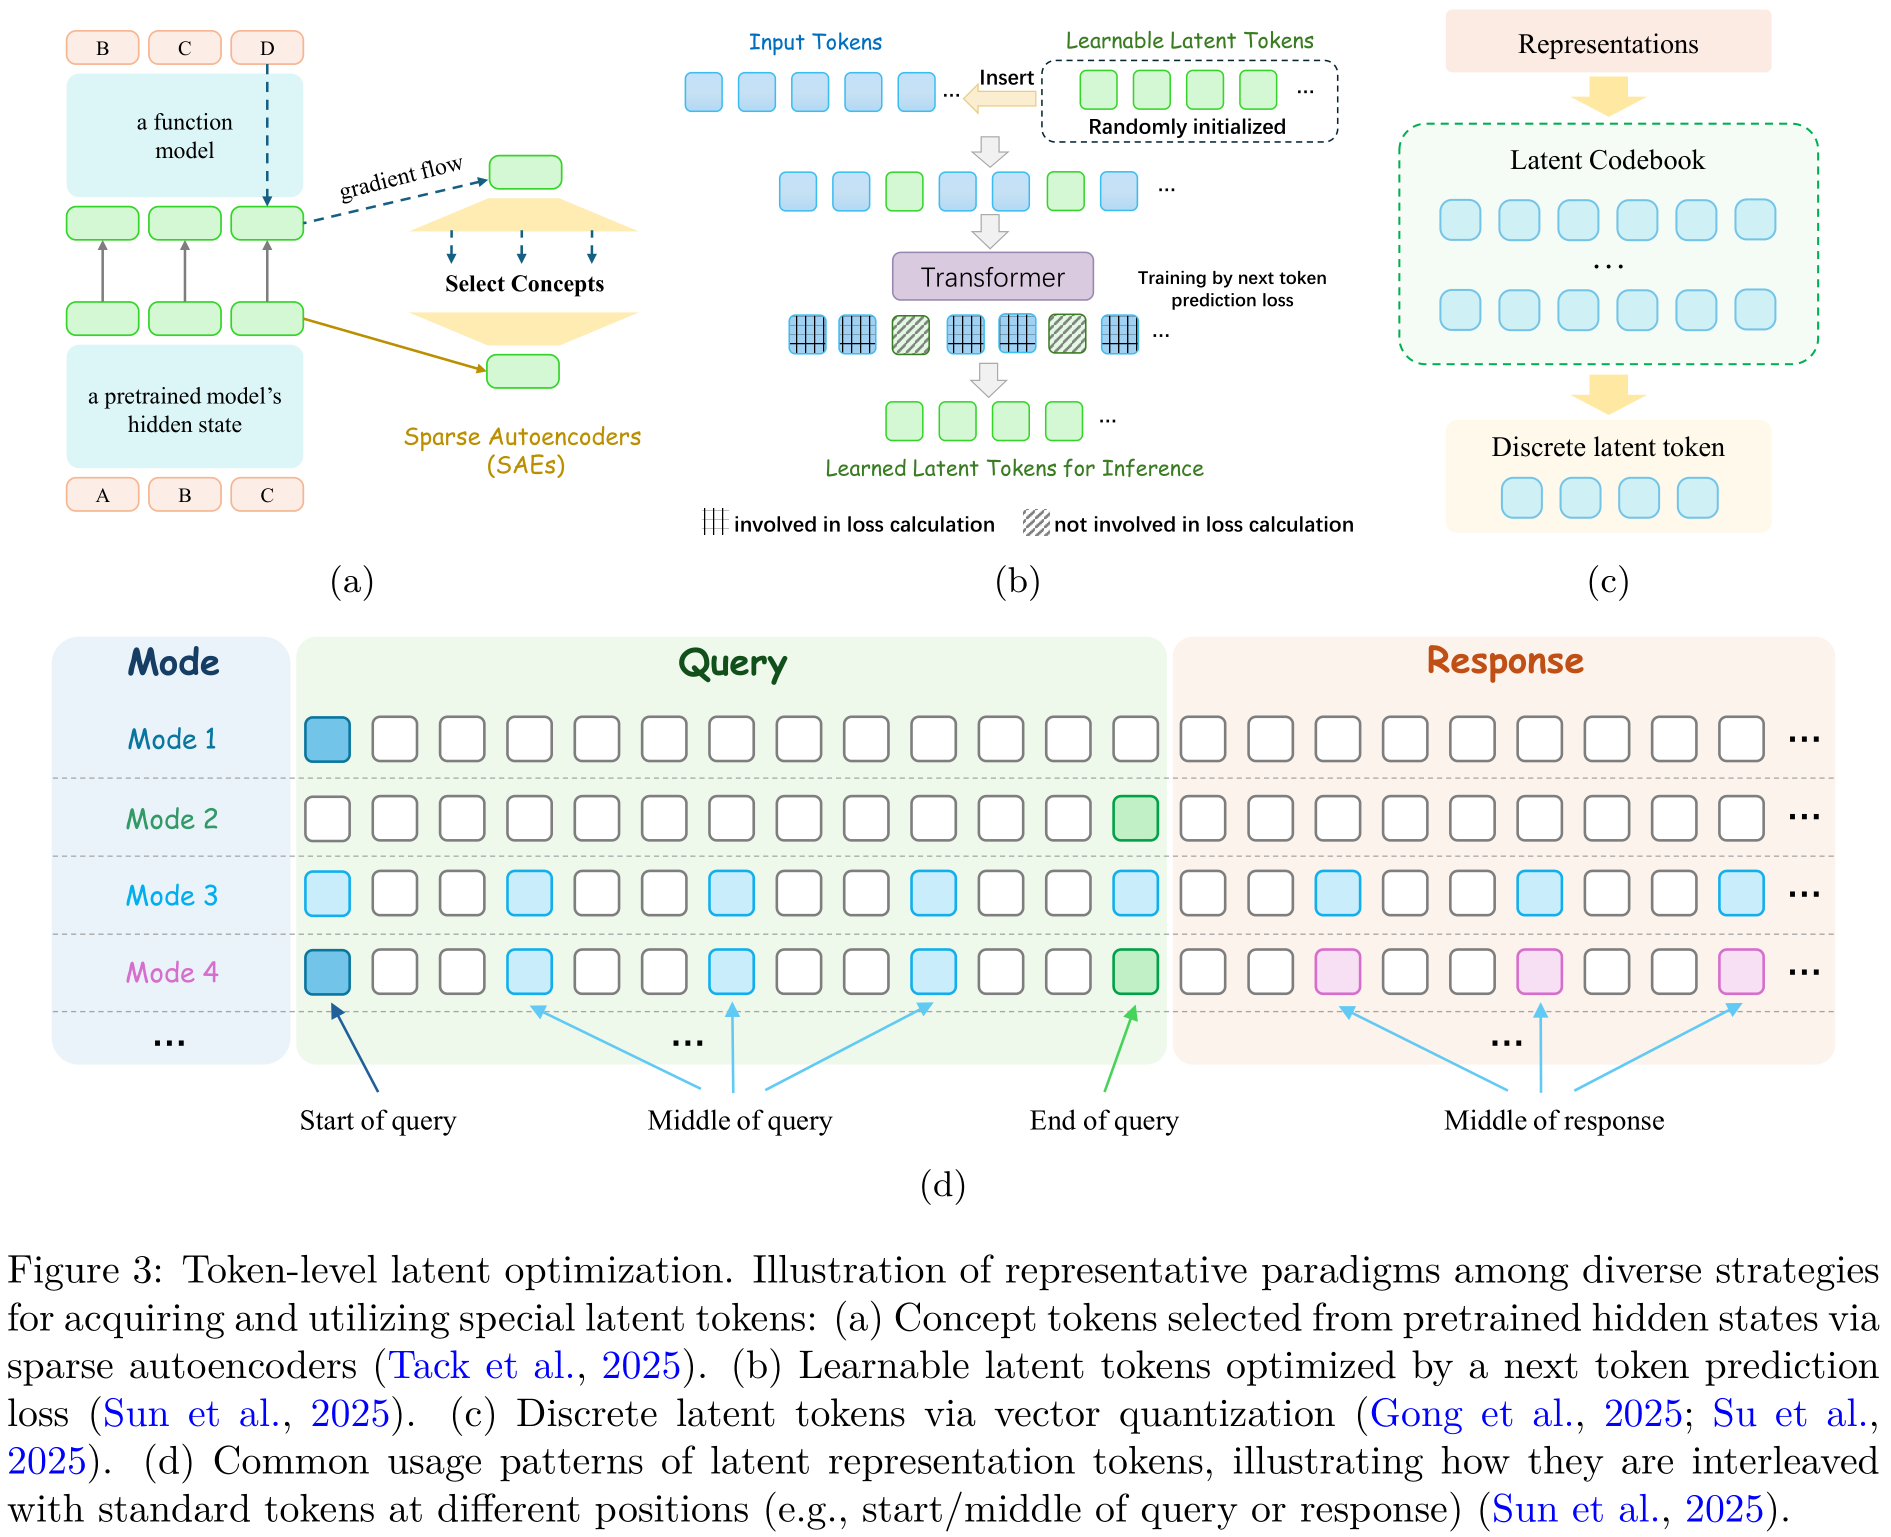 B C D
a function
model
gradient flow
Select Concepts
a pretrained model's
hidden state
Sparse Autoencoders
(SAEs)
A B C
(a)
Input Tokens
Learnable Latent Tokens
...
Insert
...
Randomly initialized
...
Transformer
Training by next token
prediction loss
...
...
Learned Latent Tokens for Inference
involved in loss calculation
not involved in loss calculation
(b)
Representations
Latent Codebook
...
Discrete latent token
(c)
Mode Query Response
Mode 1 ...
Mode 2 ...
Mode 3 ...
Mode 4 ...
... ... ...
Start of query Middle of query End of query Middle of response
(d)
Figure 3: Token-level latent optimization. Illustration of representative paradigms among diverse strategies
for acquiring and utilizing special latent tokens: (a) Concept tokens selected from pretrained hidden states via
sparse autoencoders (Tack et al., 2025). (b) Learnable latent tokens optimized by a next token prediction
loss (Sun et al., 2025). (c) Discrete latent tokens via vector quantization (Gong et al., 2025; Su et al.,
2025). (d) Common usage patterns of latent representation tokens, illustrating how they are interleaved
with standard tokens at different positions (e.g., start/middle of query or response) (Sun et al., 2025).